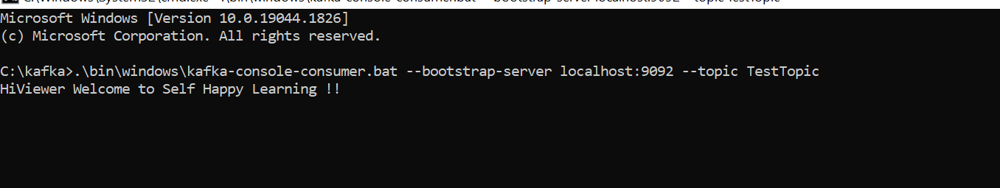 Microsoft Windows [Version 10.0.19044.1826]
(c) Microsoft Corporation. All rights reserved.
C:\kafka>.\bin\windows\kafka-console-consumer.bat --bootstrap-server localhost:9092 --topic TestTopic
HiViewer Welcome to Self Happy Learning !!